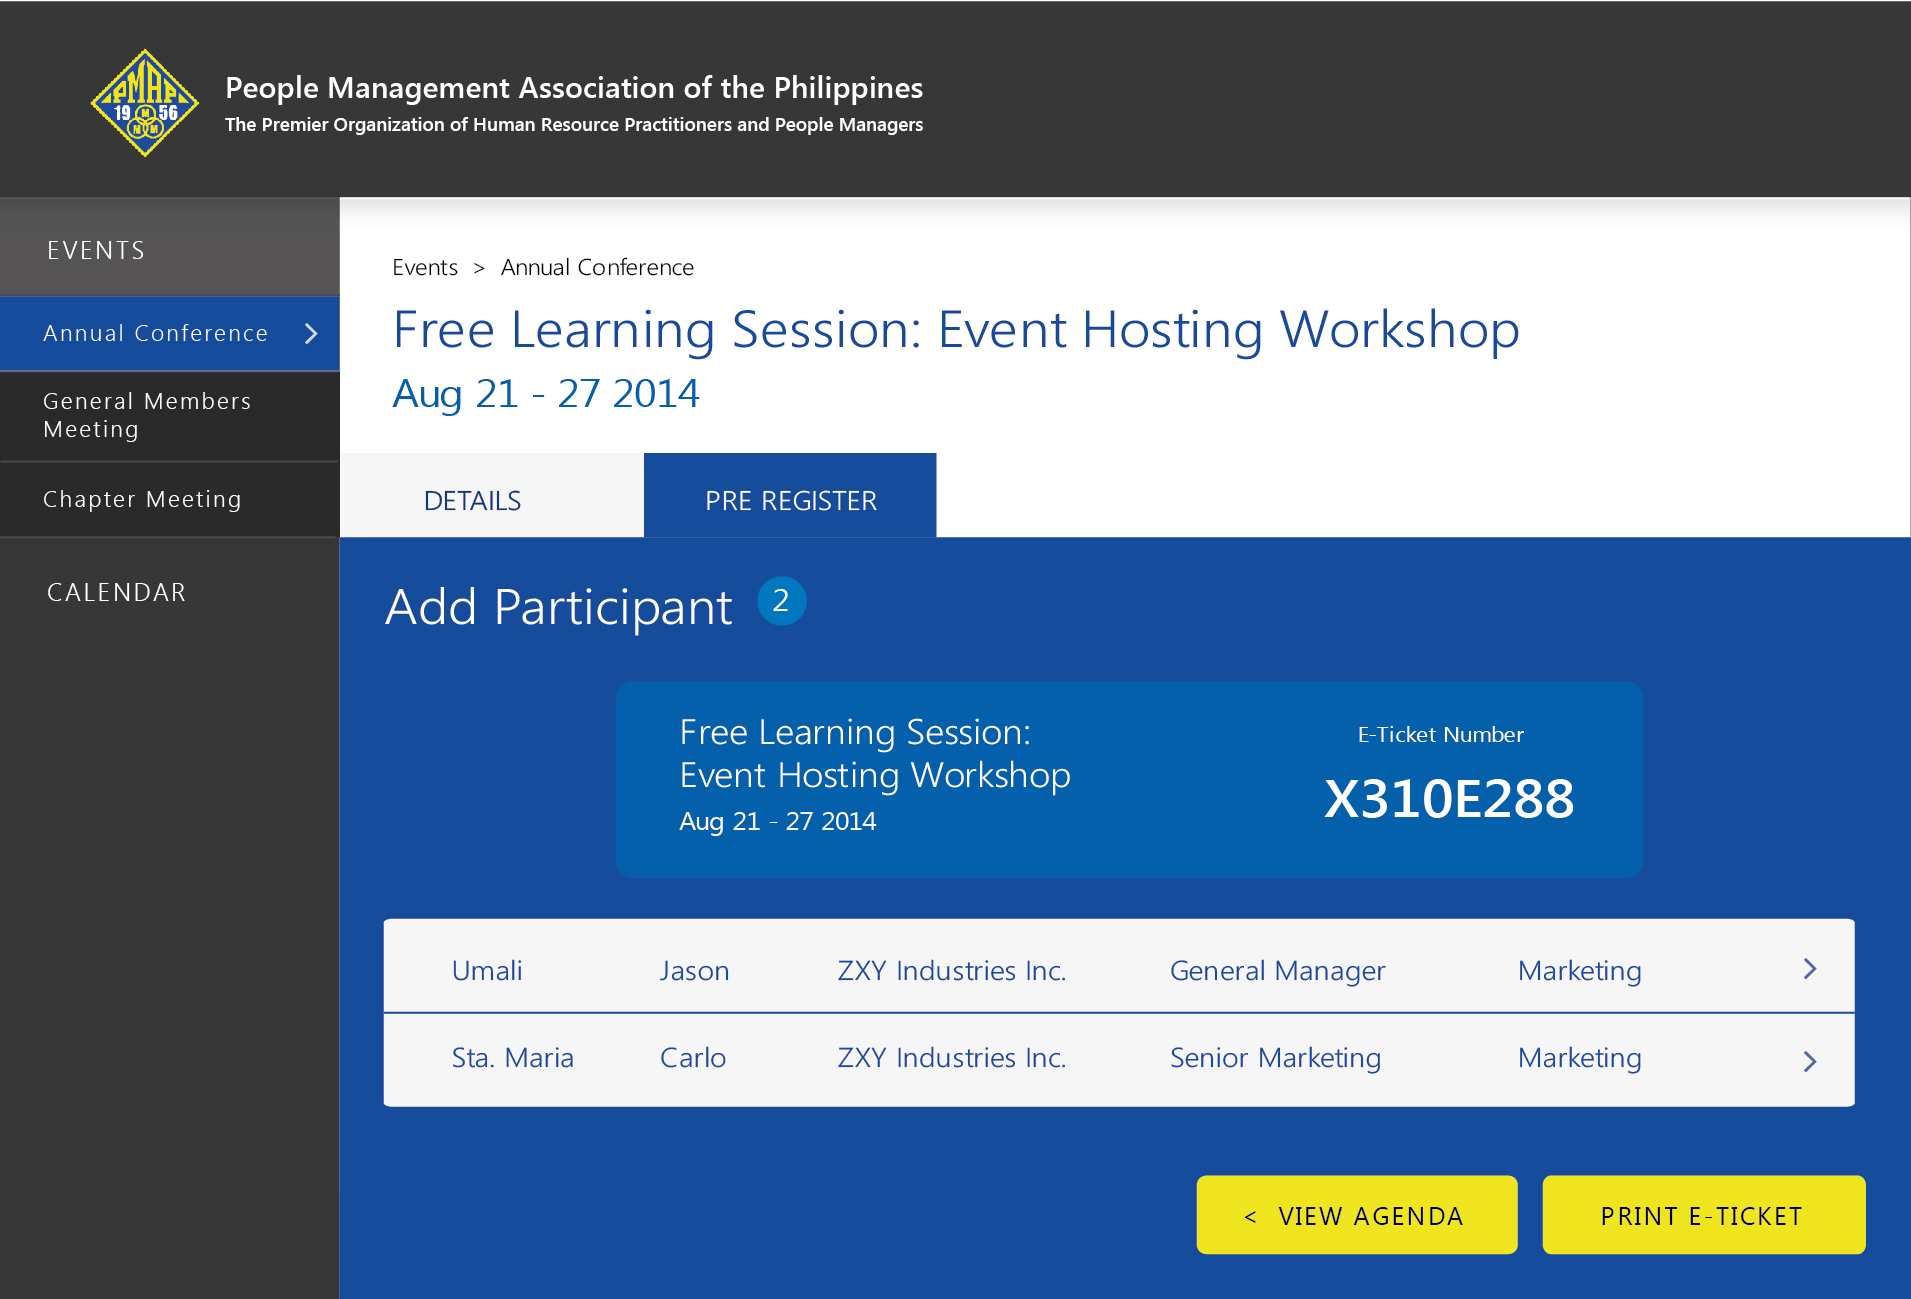 PMAP
19 M 56
M M
People Management Association of the Philippines
The Premier Organization of Human Resource Practitioners and People Managers
EVENTS
Annual Conference >
General Members
Meeting
Chapter Meeting
CALENDAR
Events > Annual Conference
Free Learning Session: Event Hosting Workshop
Aug 21 - 27 2014
DETAILS
PRE REGISTER
Add Participant 2
Free Learning Session:
Event Hosting Workshop
Aug 21 - 27 2014
E-Ticket Number
X310E288
Umali Jason ZXY Industries Inc. General Manager Marketing >
Sta. Maria Carlo ZXY Industries Inc. Senior Marketing Marketing >
< VIEW AGENDA
PRINT E-TICKET